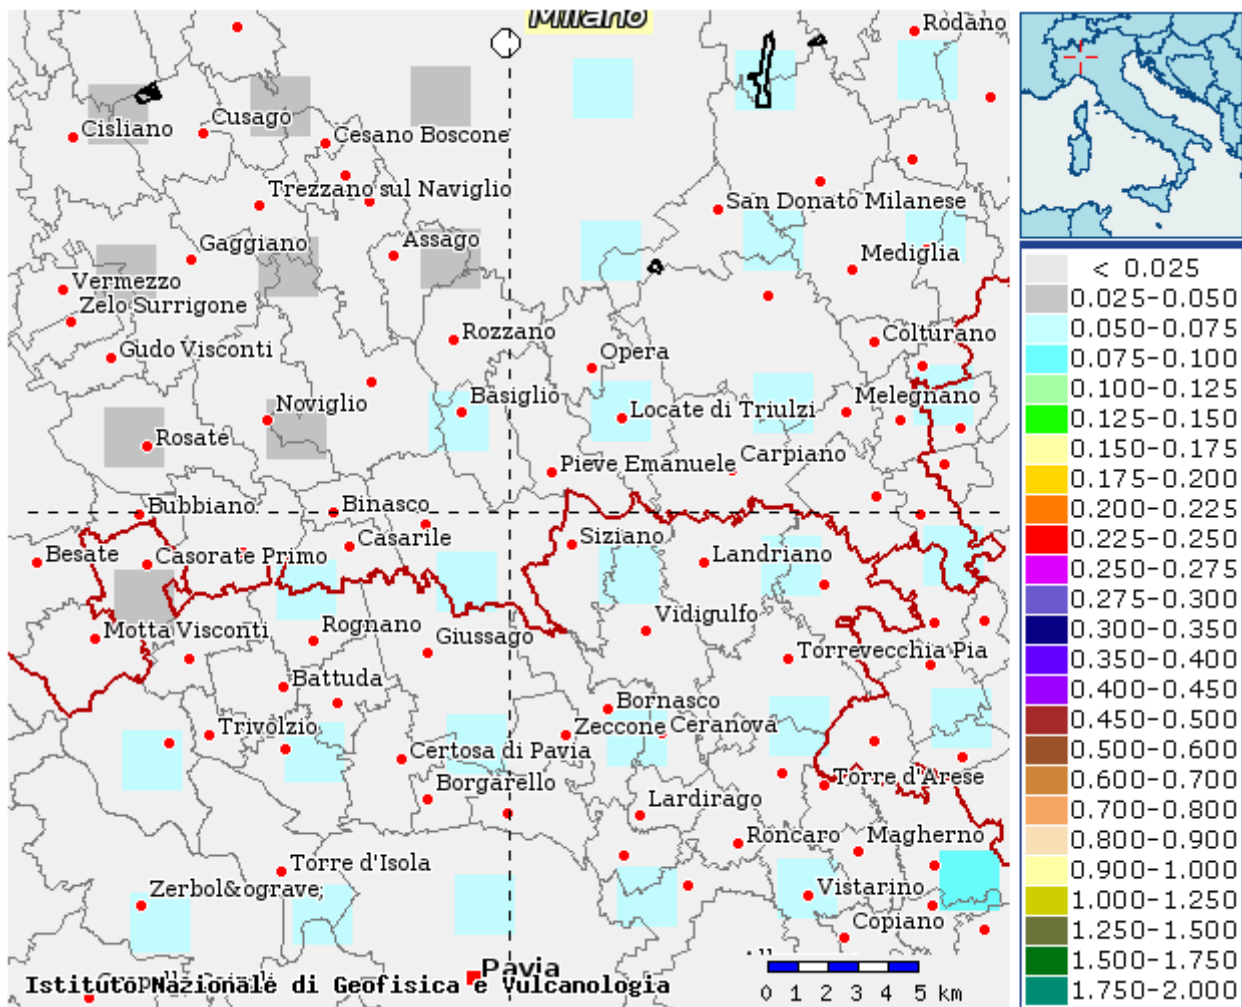 Milano
Rodano
Cusago
Cisliano
Cesano Boscone
Trezzano sul Naviglio
San Donato Milanese
Gaggiano
Assago
Mediglia
Vermezzo
Zelo Surrigone
Rozzano
Colturano
Gudo Visconti
Opera
Noviglio
Basiglio
Locate di Triulzi
Melegnano
Rosate
Pieve Emanuele
Carpiano
Bubbiano
Binasco
Besate
Casorate Primo
Casarile
Siziano
Landriano
Motta Visconti
Rognano
Giussago
Vidigulfo
Torrevecchia Pia
Battuda
Bornasco
Trivolzio
Certosa di Pavia
Zeccone
Ceranova
Borgarello
Torre d'Arese
Lardirago
Roncaro
Magherno
Torre d'Isola
Zerbol&ograve;
Vistarino
Copiano
Pavia
Istituto Nazionale di Geofisica e Vulcanologia
0 1 2 3 4 5 km
< 0.025
0.025-0.050
0.050-0.075
0.075-0.100
0.100-0.125
0.125-0.150
0.150-0.175
0.175-0.200
0.200-0.225
0.225-0.250
0.250-0.275
0.275-0.300
0.300-0.350
0.350-0.400
0.400-0.450
0.450-0.500
0.500-0.600
0.600-0.700
0.700-0.800
0.800-0.900
0.900-1.000
1.000-1.250
1.250-1.500
1.500-1.750
1.750-2.000